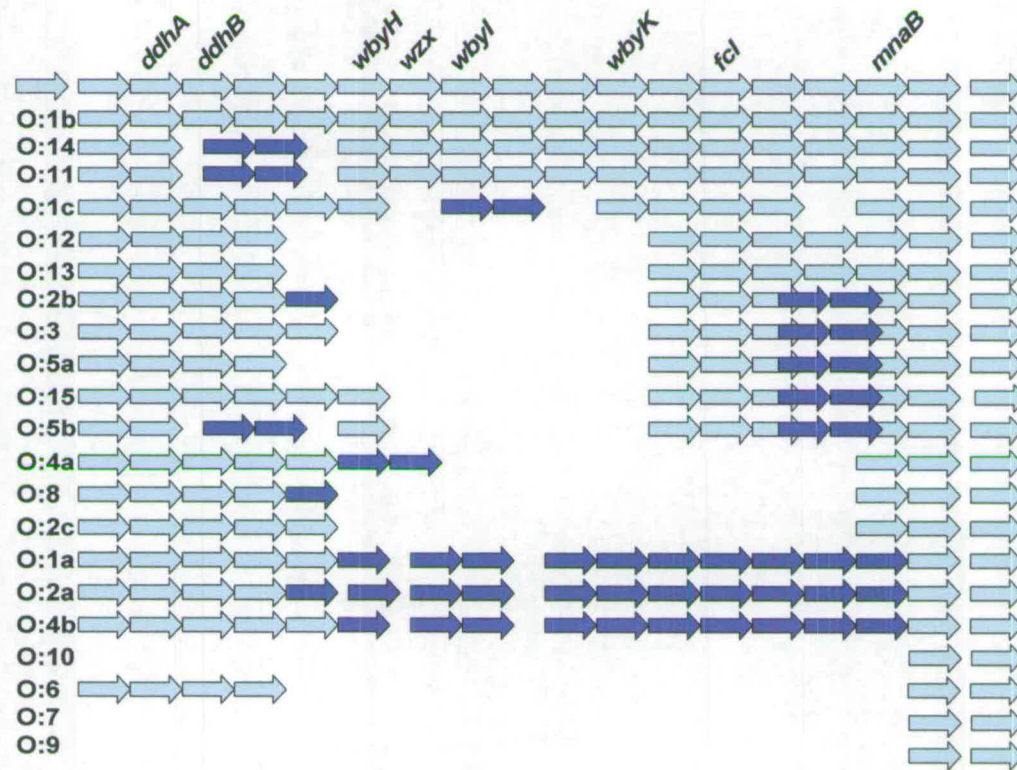 ddhA ddhB wbyH wzx wbyI wbyK fcl mnaB
O:1b
O:14
O:11
O:1c
O:12
O:13
O:2b
O:3
O:5a
O:15
O:5b
O:4a
O:8
O:2c
O:1a
O:2a
O:4b
O:10
O:6
O:7
O:9